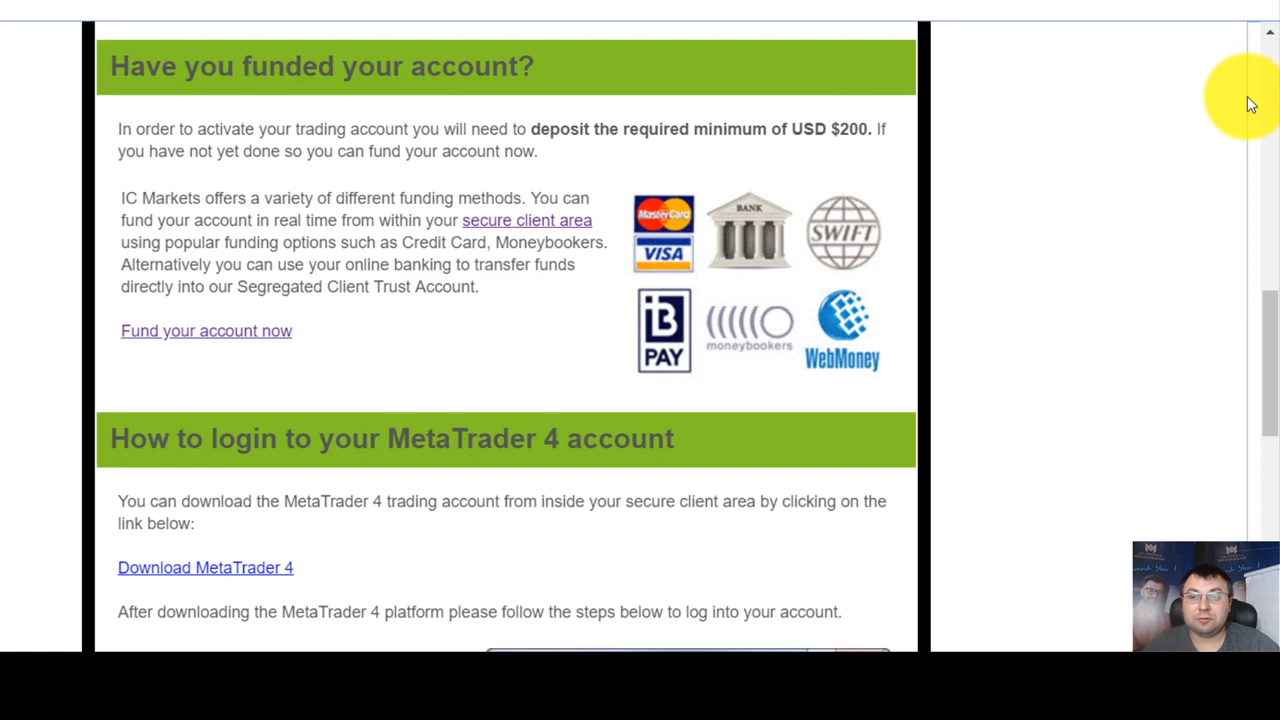 Have you funded your account?
In order to activate your trading account you will need to deposit the required minimum of USD $200. If
you have not yet done so you can fund your account now.
IC Markets offers a variety of different funding methods. You can
fund your account in real time from within your secure client area
using popular funding options such as Credit Card, Moneybookers.
Alternatively you can use your online banking to transfer funds
directly into our Segregated Client Trust Account.
Fund your account now
MasterCard
VISA
BANK
SWIFT
B
PAY
moneybookers
WebMoney
How to login to your MetaTrader 4 account
You can download the MetaTrader 4 trading account from inside your secure client area by clicking on the
link below:
Download MetaTrader 4
After downloading the MetaTrader 4 platform please follow the steps below to log into your account.